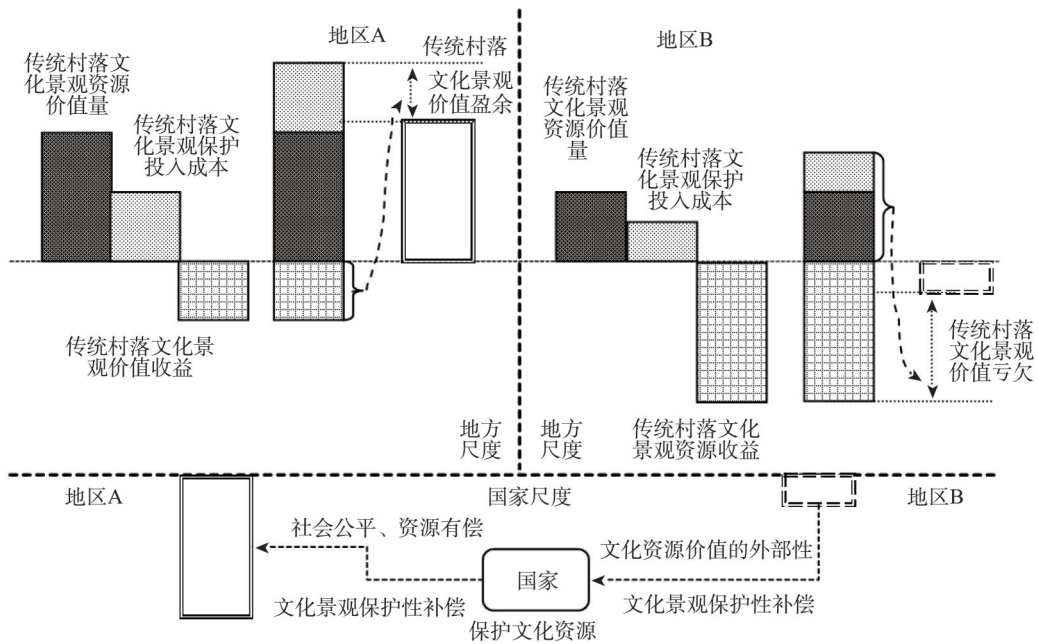 地区A
传统村落文
化景观资源
价值量
传统村落文
化景观保护
投入成本
传统村落
文化景观
价值盈余
传统村落文化景
观价值收益
地方
尺度
地区B
传统村落
文化景观
资源价值
量
传统村落文
化景观保护
投入成本
传统村落
文化景观
价值亏欠
传统村落文化
景观资源收益
地方
尺度
地区A
国家尺度
地区B
社会公平、资源有偿
文化资源价值的外部性
国家
文化景观保护性补偿
文化景观保护性补偿
保护文化资源